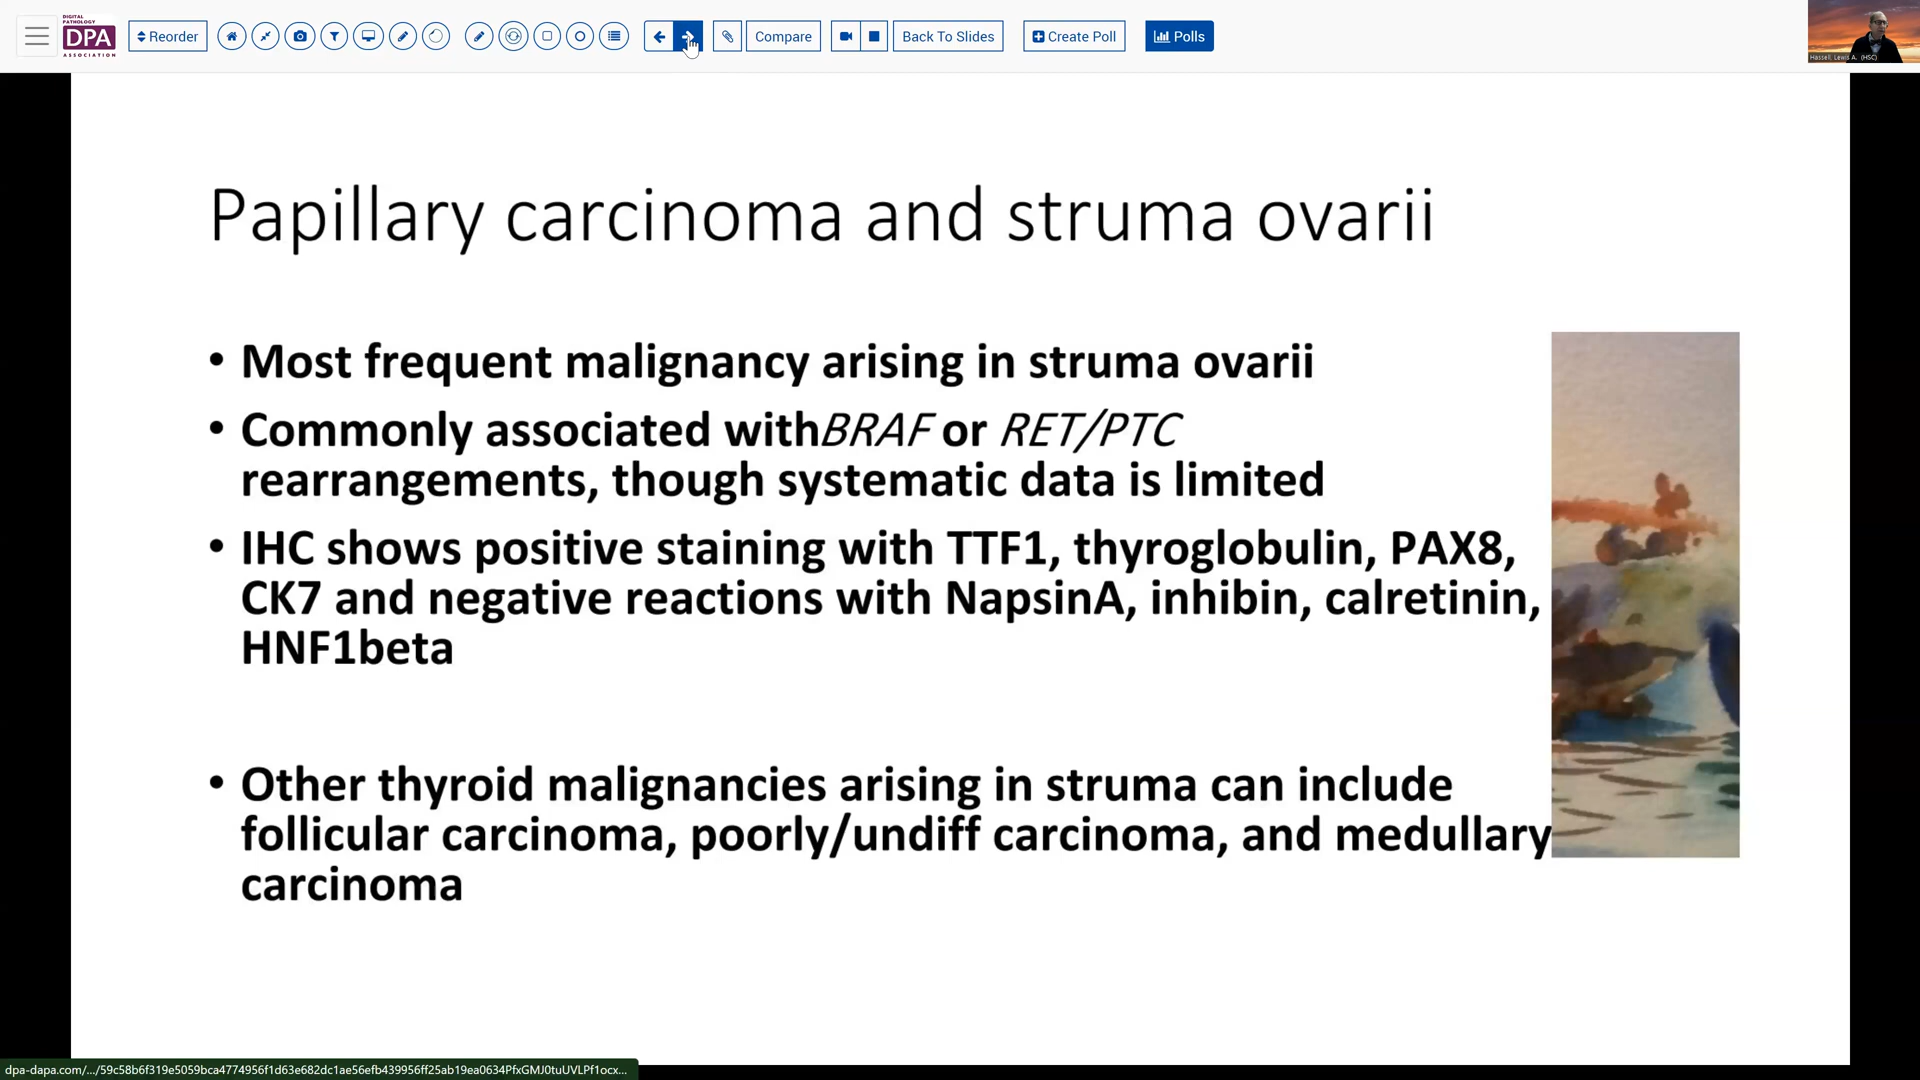 DIGITAL
PATHOLOGY
DPA
ASSOCIATION
Reorder
Compare
Back To Slides
Create Poll
Polls
Hassell, Lewis A. (HSC)
Papillary carcinoma and struma ovarii
• Most frequent malignancy arising in struma ovarii
• Commonly associated withBRAF or RET/PTC
rearrangements, though systematic data is limited
• IHC shows positive staining with TTF1, thyroglobulin, PAX8,
CK7 and negative reactions with NapsinA, inhibin, calretinin,
HNF1beta
• Other thyroid malignancies arising in struma can include
follicular carcinoma, poorly/undiff carcinoma, and medullary
carcinoma
dpa-dapa.com/.../59c58b6f319e5059bca4774956f1d63e682dc1ae56efb439956ff25ab19ea0634PfxGMJ0tuUVLPf1ocx...